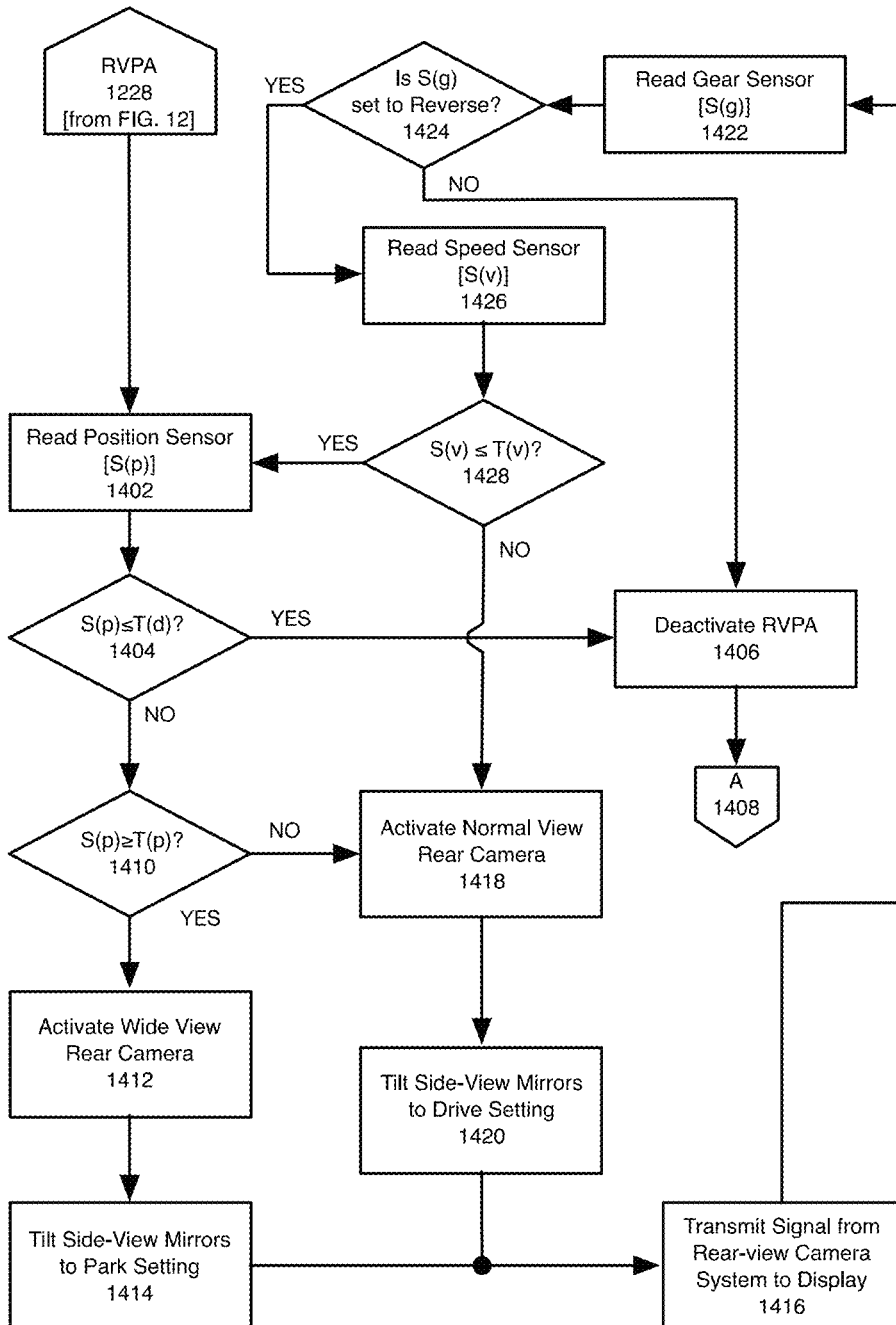 RVPA
1228
[from FIG. 12]
YES
Is S(g)
set to Reverse?
1424
NO
Read Gear Sensor
[S(g)]
1422
Read Speed Sensor
[S(v)]
1426
Read Position Sensor
[S(p)]
1402
YES
S(v) ≤ T(v)?
1428
NO
S(p)≤T(d)?
1404
YES
NO
Deactivate RVPA
1406
A
1408
S(p)≥T(p)?
1410
NO
YES
Activate Normal View
Rear Camera
1418
Activate Wide View
Rear Camera
1412
Tilt Side-View Mirrors
to Drive Setting
1420
Tilt Side-View Mirrors
to Park Setting
1414
Transmit Signal from
Rear-view Camera
System to Display
1416